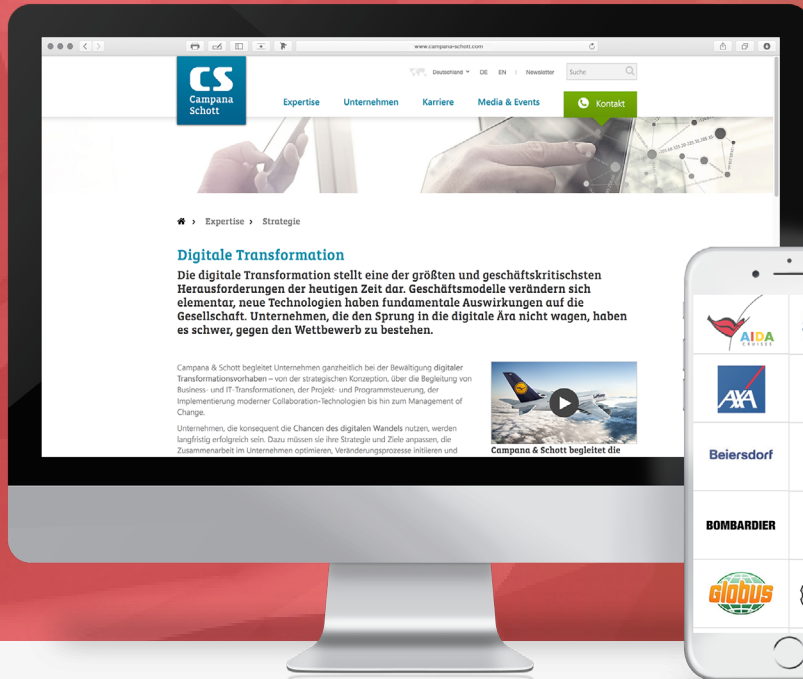 www.campana-schott.com
Deutschland DE EN | Newsletter Suche
CS
Campana
Schott
Expertise Unternehmen Karriere Media & Events Kontakt
› Expertise › Strategie
Digitale Transformation
Die digitale Transformation stellt eine der größten und geschäftskritischsten
Herausforderungen der heutigen Zeit dar. Geschäftsmodelle verändern sich
elementar, neue Technologien haben fundamentale Auswirkungen auf die
Gesellschaft. Unternehmen, die den Sprung in die digitale Ära nicht wagen, haben
es schwer, gegen den Wettbewerb zu bestehen.
Campana & Schott begleitet Unternehmen ganzheitlich bei der Bewältigung digitaler
Transformationsvorhaben – von der strategischen Konzeption, über die Begleitung von
Business- und IT-Transformationen, der Projekt- und Programmsteuerung, der
Implementierung moderner Collaboration-Technologien bis hin zum Management of
Change.
Unternehmen, die konsequent die Chancen des digitalen Wandels nutzen, werden
langfristig erfolgreich sein. Dazu müssen sie ihre Strategie und Ziele anpassen, die
Zusammenarbeit im Unternehmen optimieren, Veränderungsprozesse initiieren und
Campana & Schott begleitet die
AIDA
CRUISES
AXA
Beiersdorf
BOMBARDIER
globus